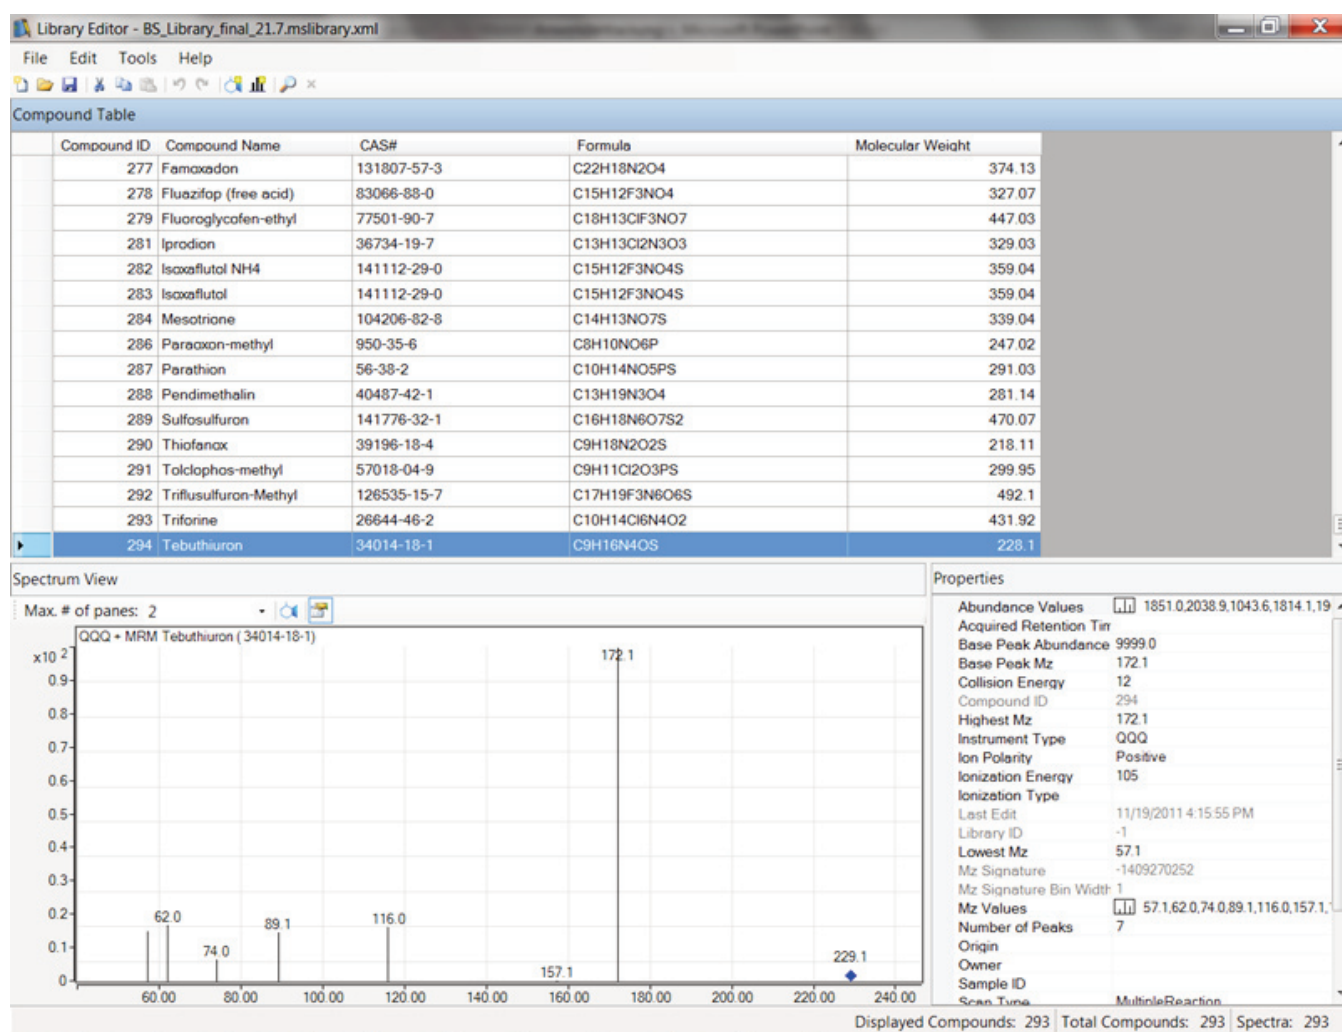 Library Editor - BS_Library_final_21.7.mslibrary.xml
File Edit Tools Help
Compound Table
Compound ID Compound Name CAS# Formula Molecular Weight
277 Famoxadon 131807-57-3 C22H18N2O4 374.13
278 Fluazifop (free acid) 83066-88-0 C15H12F3NO4 327.07
279 Fluoroglycofen-ethyl 77501-90-7 C18H13ClF3NO7 447.03
281 Iprodion 36734-19-7 C13H13Cl2N3O3 329.03
282 Isoxaflutol NH4 141112-29-0 C15H12F3NO4S 359.04
283 Isoxaflutol 141112-29-0 C15H12F3NO4S 359.04
284 Mesotrione 104206-82-8 C14H13NO7S 339.04
286 Paraoxon-methyl 950-35-6 C8H10NO6P 247.02
287 Parathion 56-38-2 C10H14NO5PS 291.03
288 Pendimethalin 40487-42-1 C13H19N3O4 281.14
289 Sulfosulfuron 141776-32-1 C16H18N6O7S2 470.07
290 Thiofanox 39196-18-4 C9H18N2O2S 218.11
291 Tolclophos-methyl 57018-04-9 C9H11Cl2O3PS 299.95
292 Triflusulfuron-Methyl 126535-15-7 C17H19F3N6O6S 492.1
293 Triforine 26644-46-2 C10H14Cl6N4O2 431.92
294 Tebuthiuron 34014-18-1 C9H16N4OS 228.1
Spectrum View
Max. # of panes: 2
QQQ + MRM Tebuthiuron ( 34014-18-1)
x10 2
172.1
0.9
0.8
0.7
0.6
0.5
0.4
0.3
0.2
0.1
0
62.0
74.0
89.1
116.0
157.1
229.1
60.00 80.00 100.00 120.00 140.00 160.00 180.00 200.00 220.00 240.00
Properties
Abundance Values 1851.0,2038.9,1043.6,1814.1,19
Acquired Retention Tim
Base Peak Abundance 9999.0
Base Peak Mz 172.1
Collision Energy 12
Compound ID 294
Highest Mz 172.1
Instrument Type QQQ
Ion Polarity Positive
Ionization Energy 105
Ionization Type
Last Edit 11/19/2011 4:15:55 PM
Library ID -1
Lowest Mz 57.1
Mz Signature -1409270252
Mz Signature Bin Width 1
Mz Values 57.1,62.0,74.0,89.1,116.0,157.1,
Number of Peaks 7
Origin
Owner
Sample ID
Scan Type MultipleReaction
Displayed Compounds: 293 Total Compounds: 293 Spectra: 293